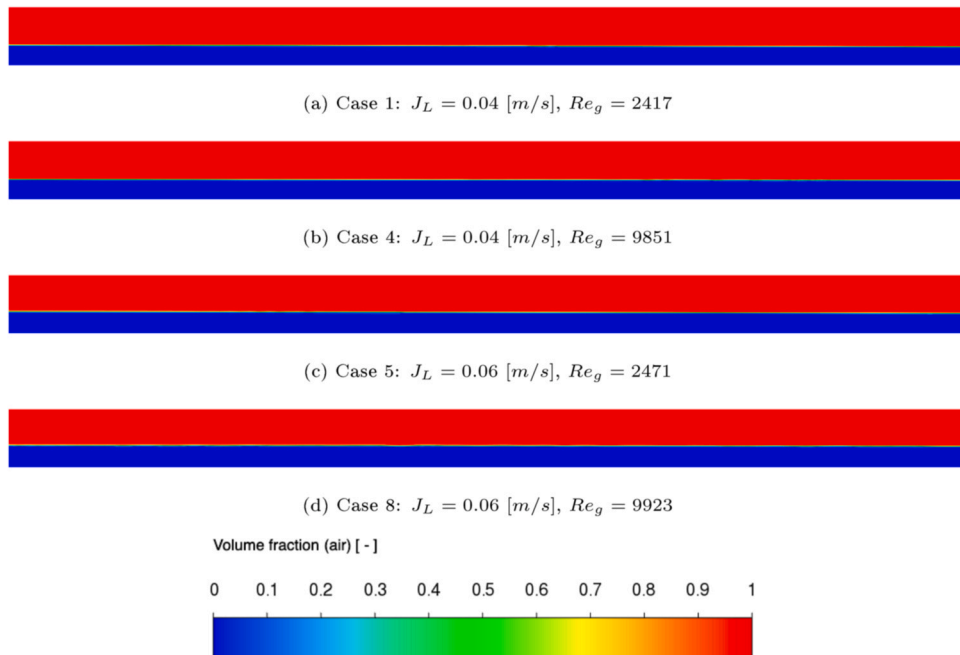 (a) Case 1: J_L = 0.04 [m/s], Re_g = 2417
(b) Case 4: J_L = 0.04 [m/s], Re_g = 9851
(c) Case 5: J_L = 0.06 [m/s], Re_g = 2471
(d) Case 8: J_L = 0.06 [m/s], Re_g = 9923
Volume fraction (air) [ - ]
0 0.1 0.2 0.3 0.4 0.5 0.6 0.7 0.8 0.9 1